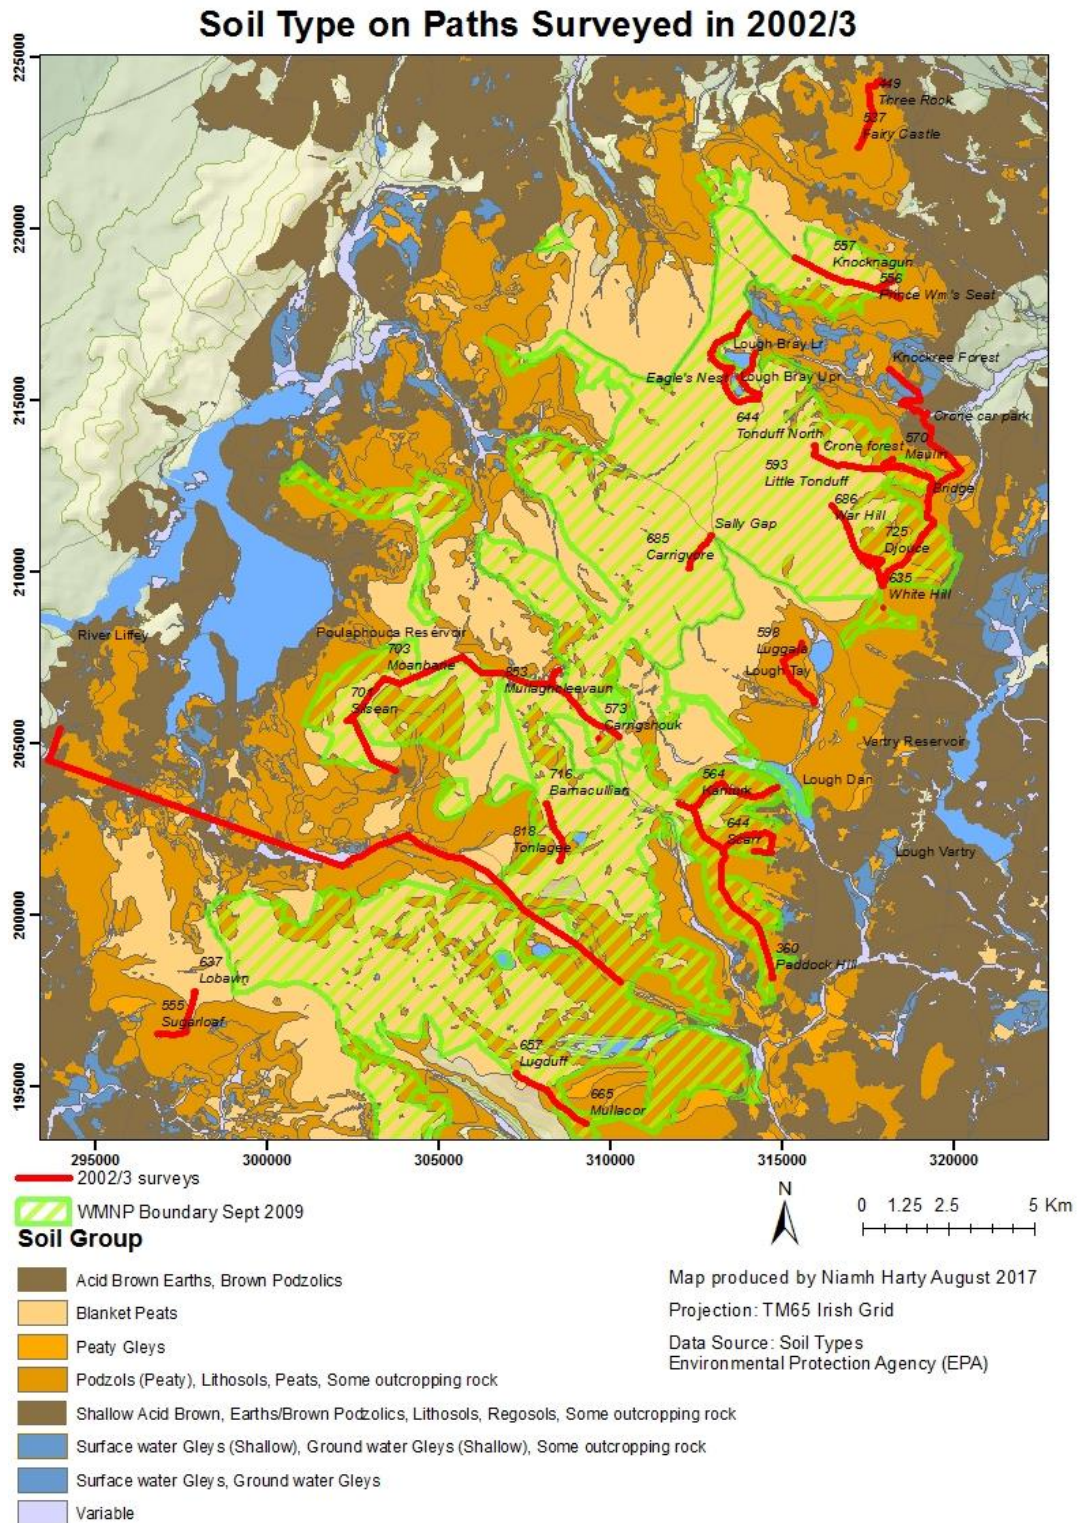 Soil Type on Paths Surveyed in 2002/3
225000
220000
215000
210000
205000
200000
195000
449
Three Rock
537
Fairy Castle
557
Knocknagun
556
Prince Wm's Seat
Lough Bray Lr
Knockree Forest
Eagle's Nest
Lough Bray Upr
644
Tonduff North
Crone car park
Crone forest
570
Maulin
593
Little Tonduff
Bridge
686
War Hill
Sally Gap
685
Carrigvore
725
Djouce
635
White Hill
River Liffey
Poulaphouca Reservoir
703
Moanbane
598
Luggala
Lough Tay
853
Mullaghcleevaun
701
Silsean
573
Carrigshouk
Vartry Reservoir
716
Barnacullian
564
Kanturk
Lough Dan
818
Tonlagee
644
Scarr
Lough Vartry
637
Lobawn
360
Paddock Hill
555
Sugarloaf
657
Lugduff
665
Mullacor
295000 300000 305000 310000 315000 320000
2002/3 surveys
WMNP Boundary Sept 2009
N
0 1.25 2.5 5 Km
Soil Group
Acid Brown Earths, Brown Podzolics
Blanket Peats
Peaty Gleys
Podzols (Peaty), Lithosols, Peats, Some outcropping rock
Shallow Acid Brown, Earths/Brown Podzolics, Lithosols, Regosols, Some outcropping rock
Surface water Gleys (Shallow), Ground water Gleys (Shallow), Some outcropping rock
Surface water Gleys, Ground water Gleys
Variable
Map produced by Niamh Harty August 2017
Projection: TM65 Irish Grid
Data Source: Soil Types
Environmental Protection Agency (EPA)